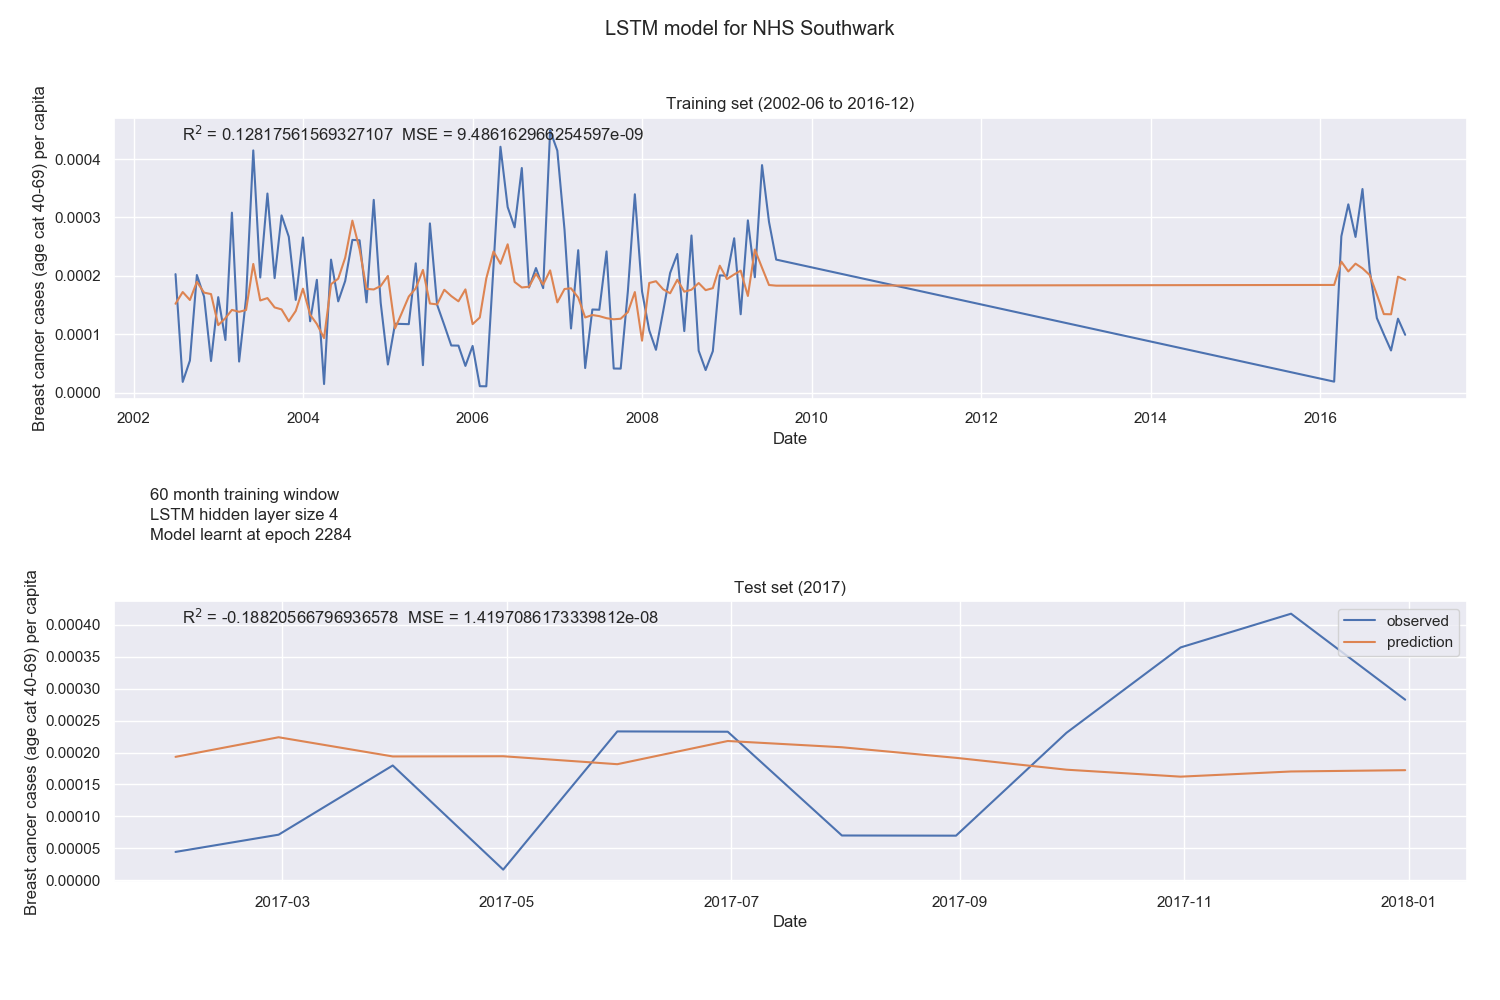 LSTM model for NHS Southwark
Training set (2002-06 to 2016-12)
R² = 0.12817561569327107 MSE = 9.486162966254597e-09
Breast cancer cases (age cat 40-69) per capita
0.0004
0.0003
0.0002
0.0001
0.0000
2002 2004 2006 2008 2010 2012 2014 2016
Date
60 month training window
LSTM hidden layer size 4
Model learnt at epoch 2284
Test set (2017)
R² = -0.18820566796936578 MSE = 1.4197086173339812e-08
observed
prediction
Breast cancer cases (age cat 40-69) per capita
0.00040
0.00035
0.00030
0.00025
0.00020
0.00015
0.00010
0.00005
0.00000
2017-03 2017-05 2017-07 2017-09 2017-11 2018-01
Date